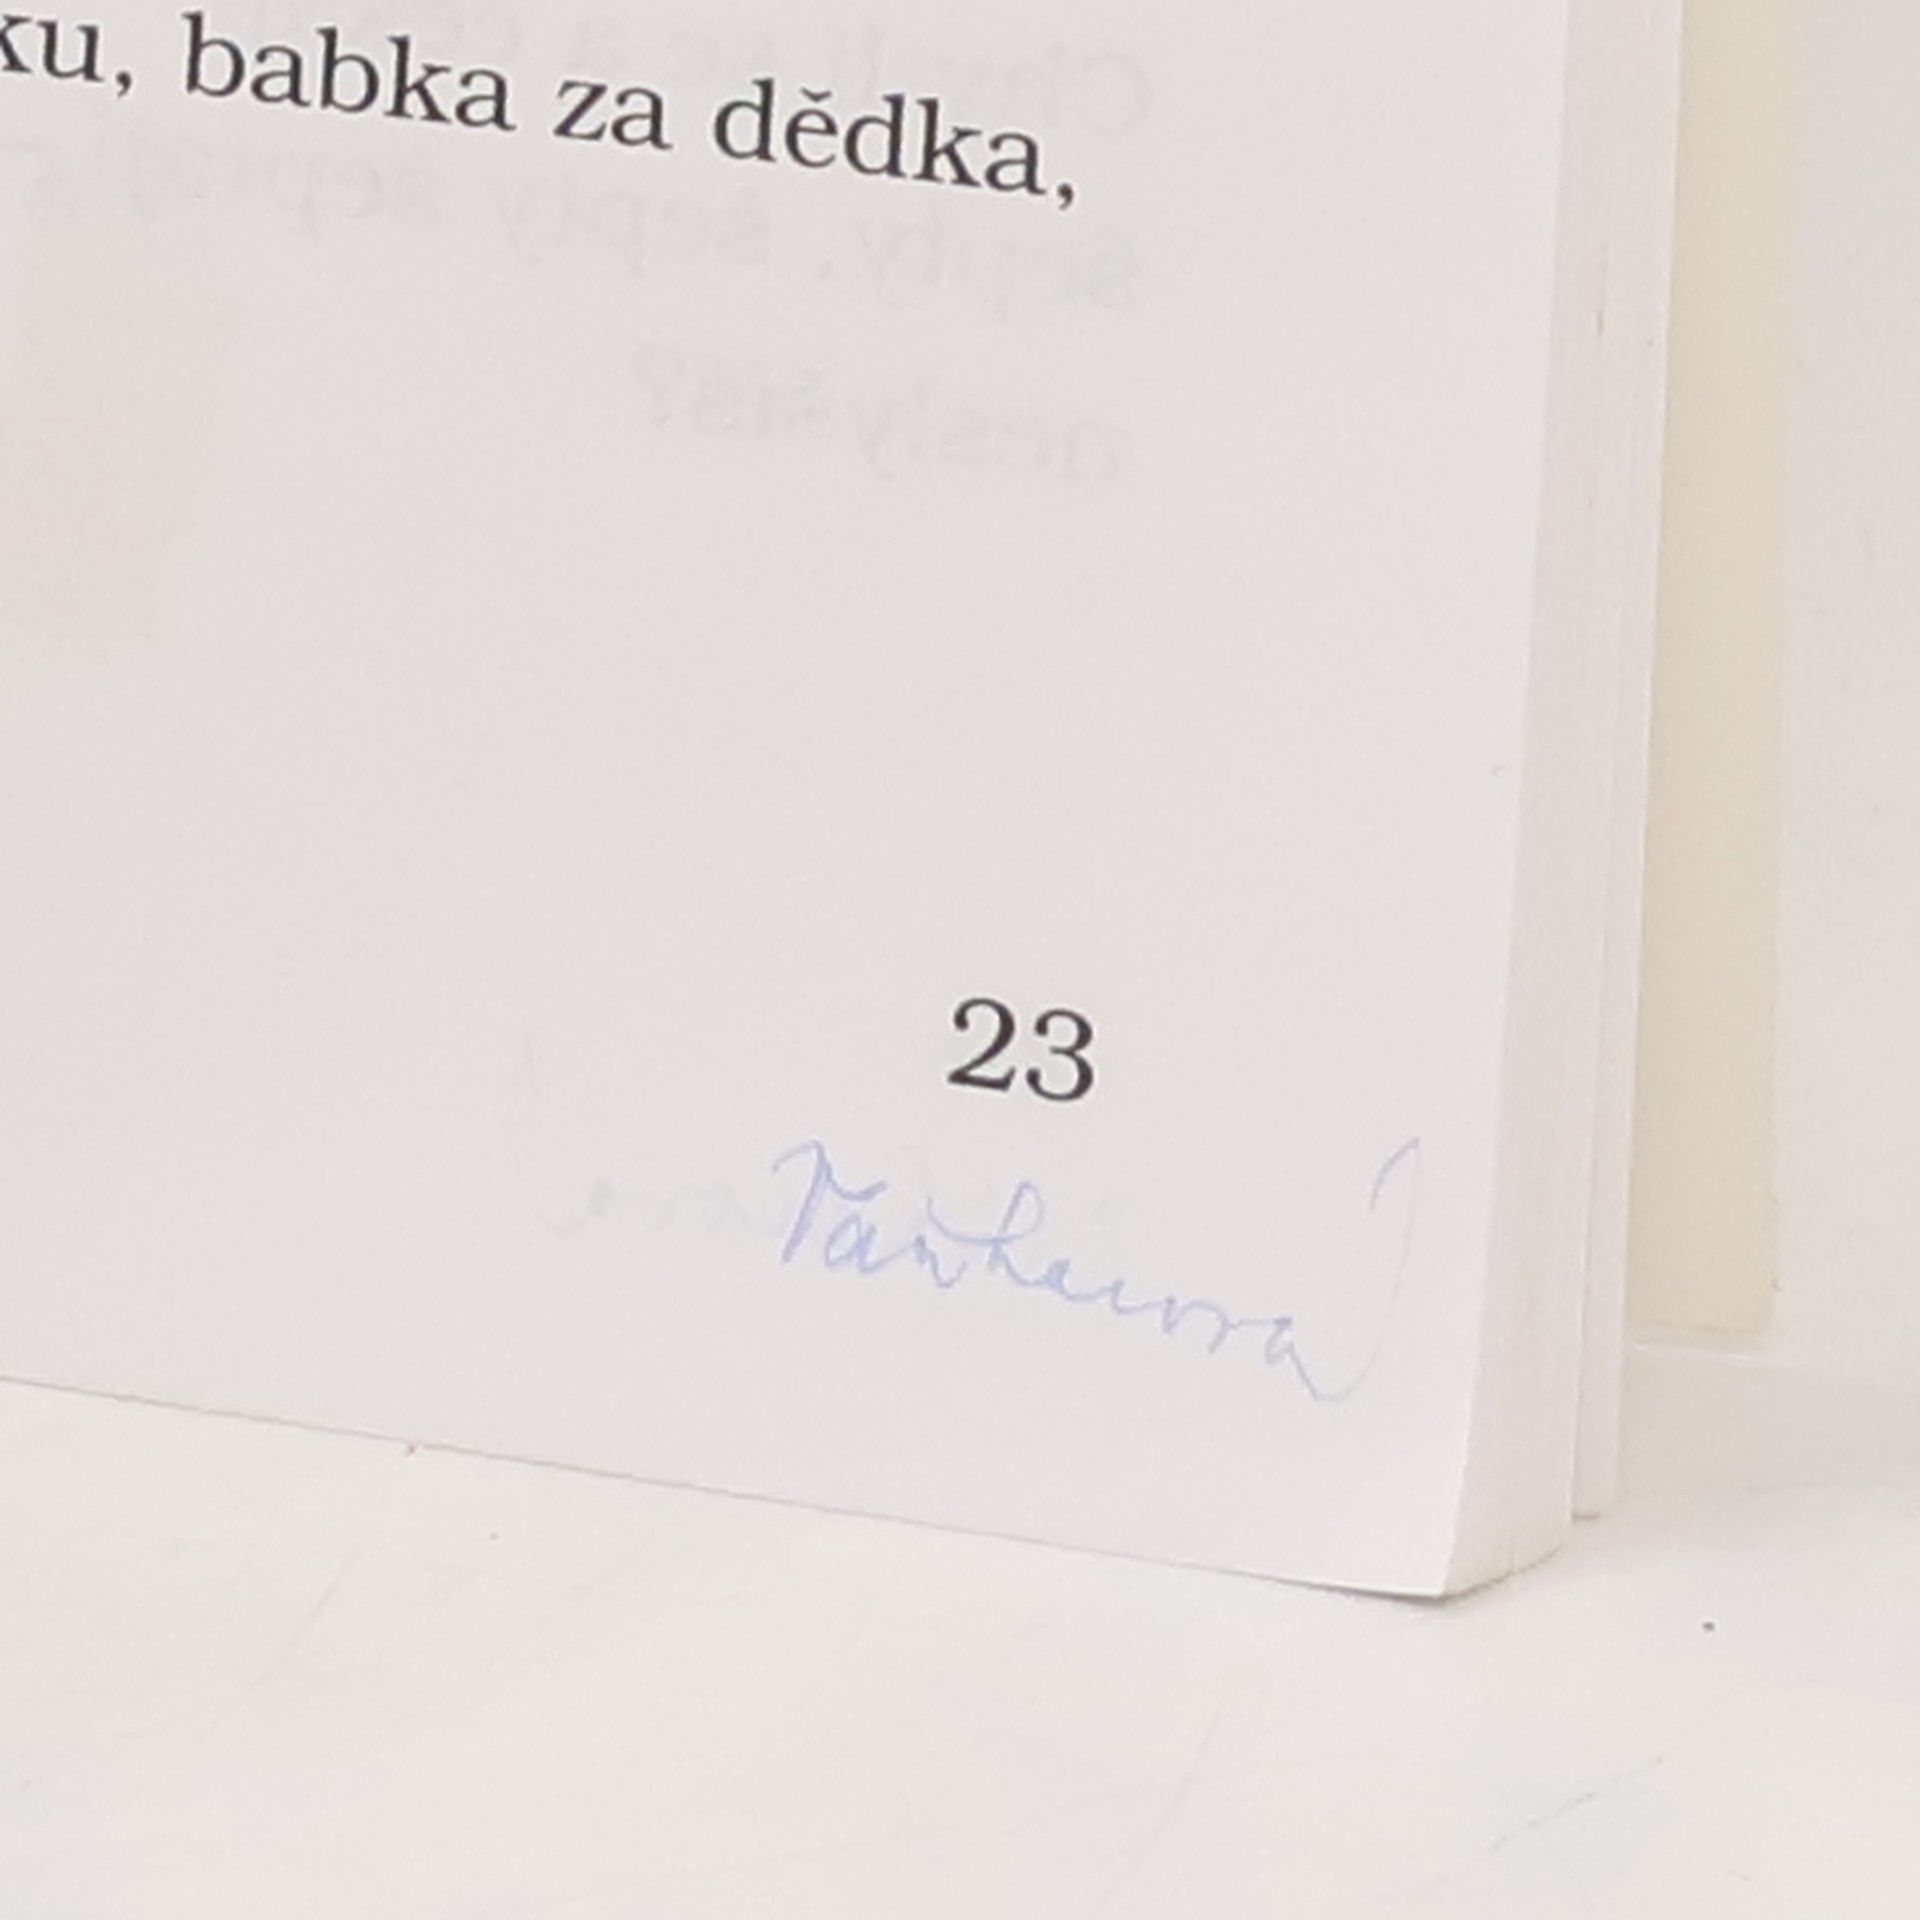 ku, babka za dědka,
23